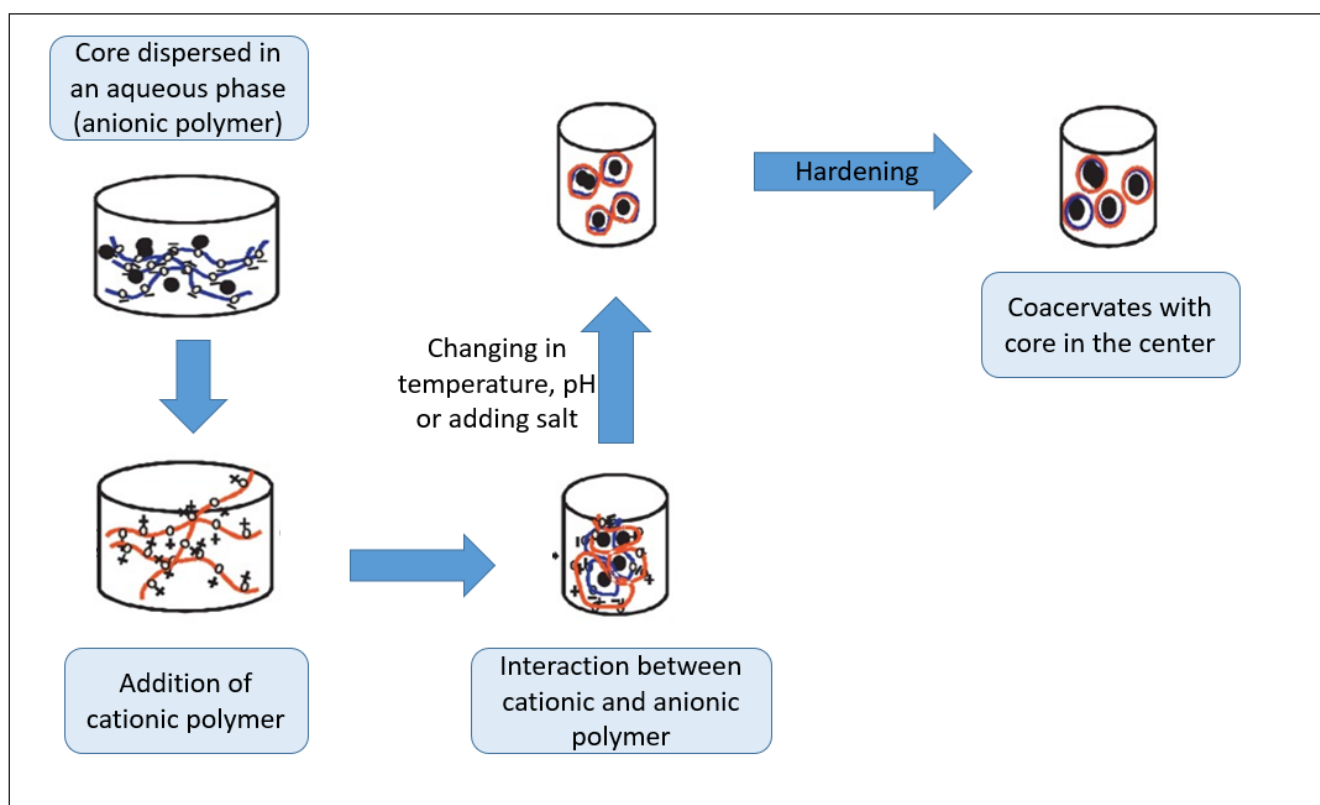 Core dispersed in
an aqueous phase
(anionic polymer)
Addition of
cationic polymer
Interaction between
cationic and anionic
polymer
Changing in
temperature, pH
or adding salt
Hardening
Coacervates with
core in the center